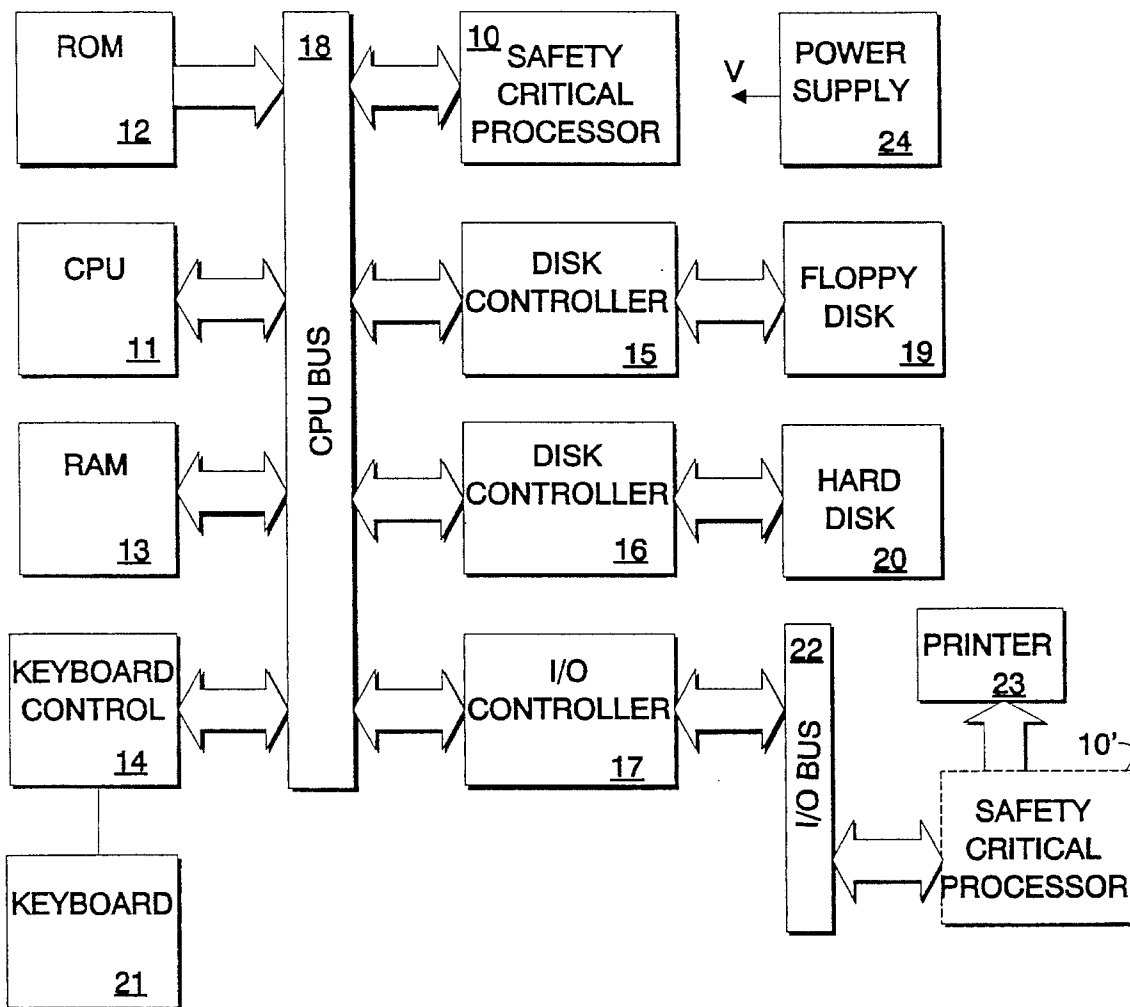 ROM
12
18
10
SAFETY
CRITICAL
PROCESSOR
V
POWER
SUPPLY
24
CPU
11
CPU BUS
DISK
CONTROLLER
15
FLOPPY
DISK
19
RAM
13
DISK
CONTROLLER
16
HARD
DISK
20
KEYBOARD
CONTROL
14
I/O
CONTROLLER
17
22
I/O BUS
PRINTER
23
10'
SAFETY
CRITICAL
PROCESSOR
KEYBOARD
21